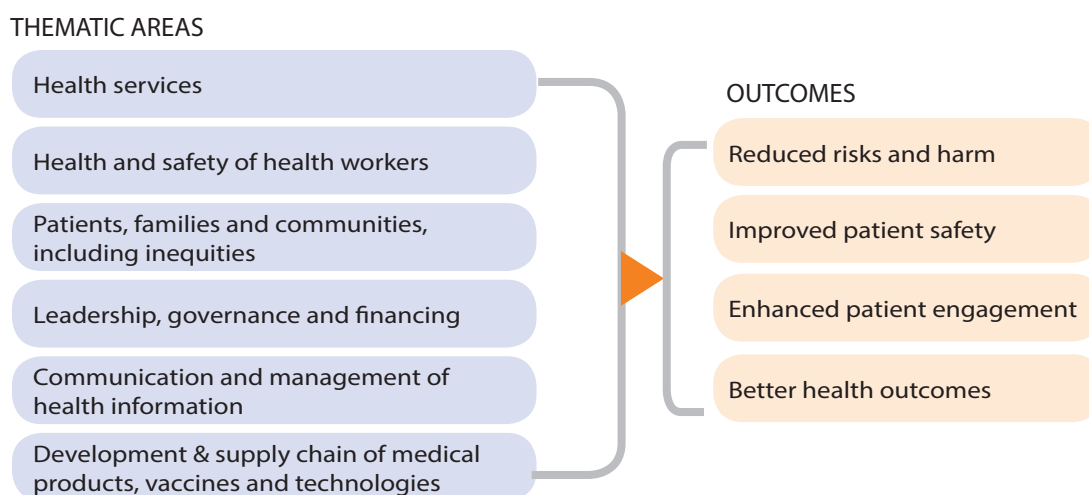 THEMATIC AREAS
Health services
Health and safety of health workers
Patients, families and communities,
including inequities
Leadership, governance and financing
Communication and management of
health information
Development & supply chain of medical
products, vaccines and technologies
OUTCOMES
Reduced risks and harm
Improved patient safety
Enhanced patient engagement
Better health outcomes